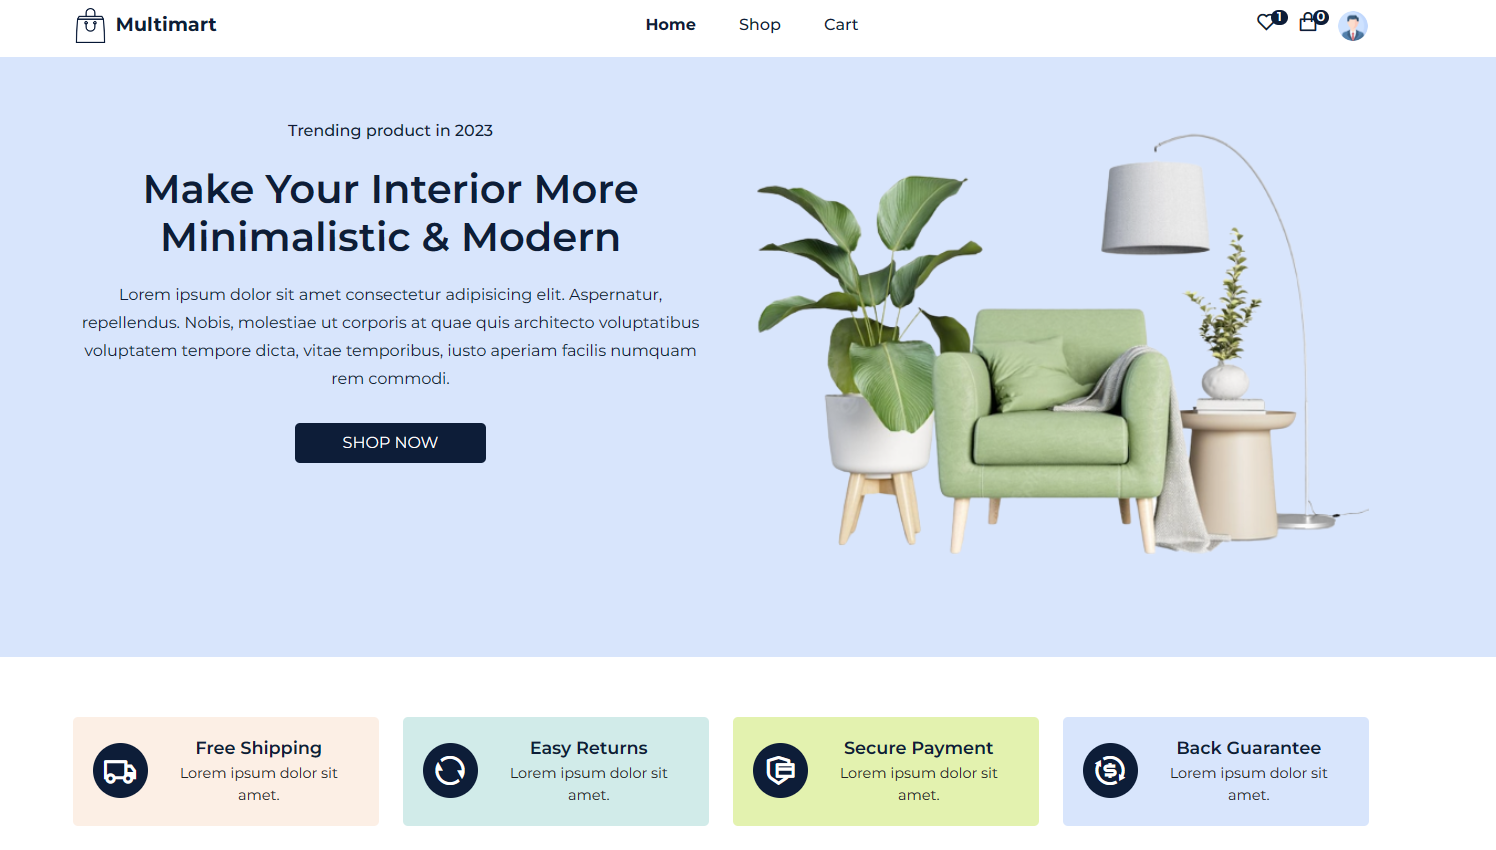 Multimart
Home
Shop
Cart
1
0
Trending product in 2023
Make Your Interior More
Minimalistic & Modern
Lorem ipsum dolor sit amet consectetur adipisicing elit. Aspernatur,
repellendus. Nobis, molestiae ut corporis at quae quis architecto voluptatibus
voluptatem tempore dicta, vitae temporibus, iusto aperiam facilis numquam
rem commodi.
SHOP NOW
Free Shipping
Lorem ipsum dolor sit
amet.
Easy Returns
Lorem ipsum dolor sit
amet.
Secure Payment
Lorem ipsum dolor sit
amet.
Back Guarantee
Lorem ipsum dolor sit
amet.